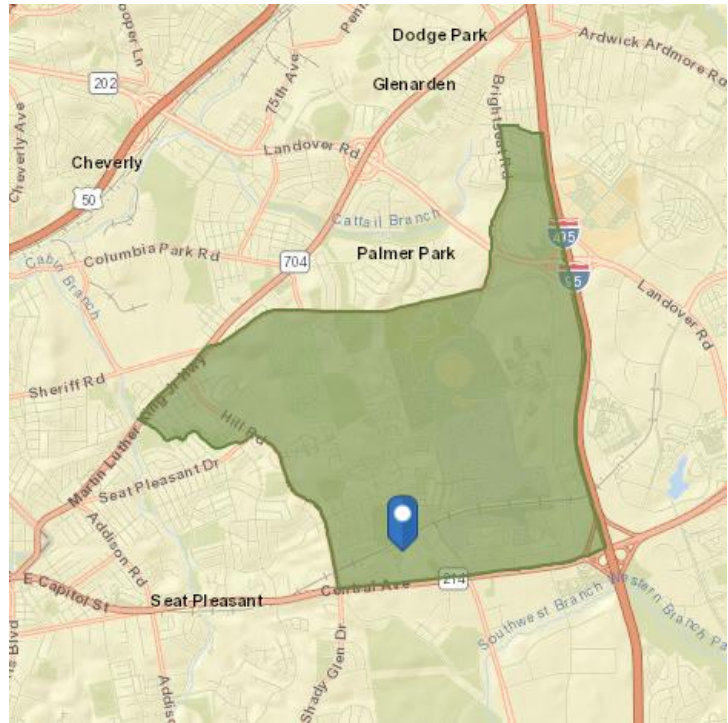 Dodge Park
Ardwick Ardmore Rd
202
75th Ave
Glenarden
Brightseat Rd
Cheverly Ave
Landover Rd
Cheverly
50
Cattail Branch
495
Columbia Park Rd
704
Palmer Park
95
Cabin Branch
Landover Rd
Sheriff Rd
Martin Luther King Jr Hwy
Hill Rd
Seat Pleasant Dr
Addison Rd
E Capitol St
Seat Pleasant
Central Ave
214
Southwest Branch
Western Branch
Shady Glen Dr
Blvd